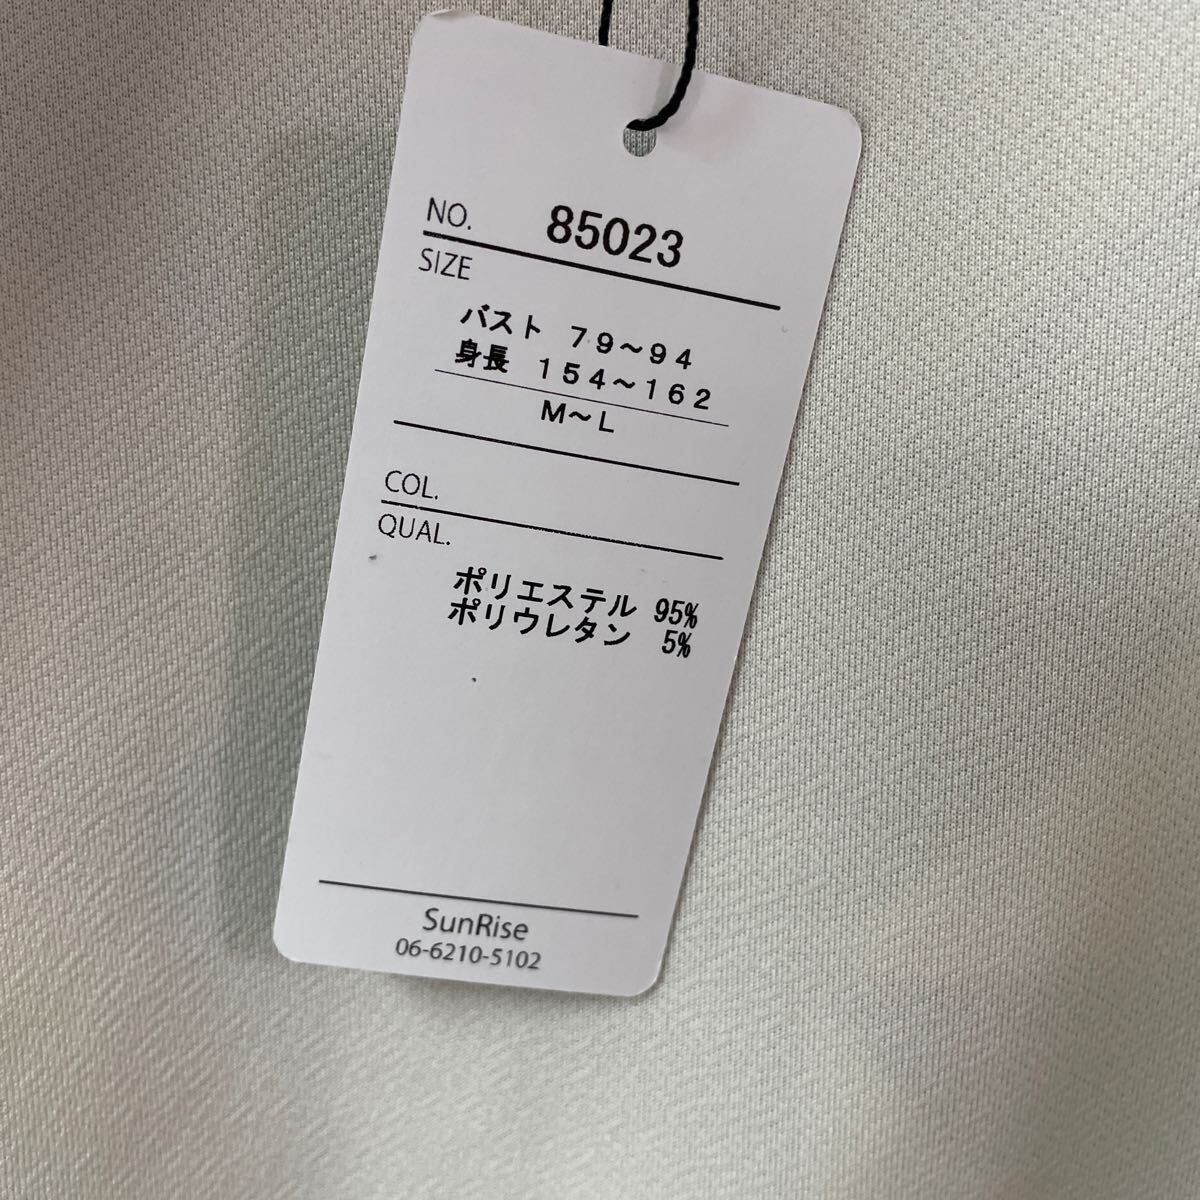 NO. 85023
SIZE
バスト 79～94
身長 154～162
M～L
COL.
QUAL.
ポリエステル 95%
ポリウレタン 5%
SunRise
06-6210-5102